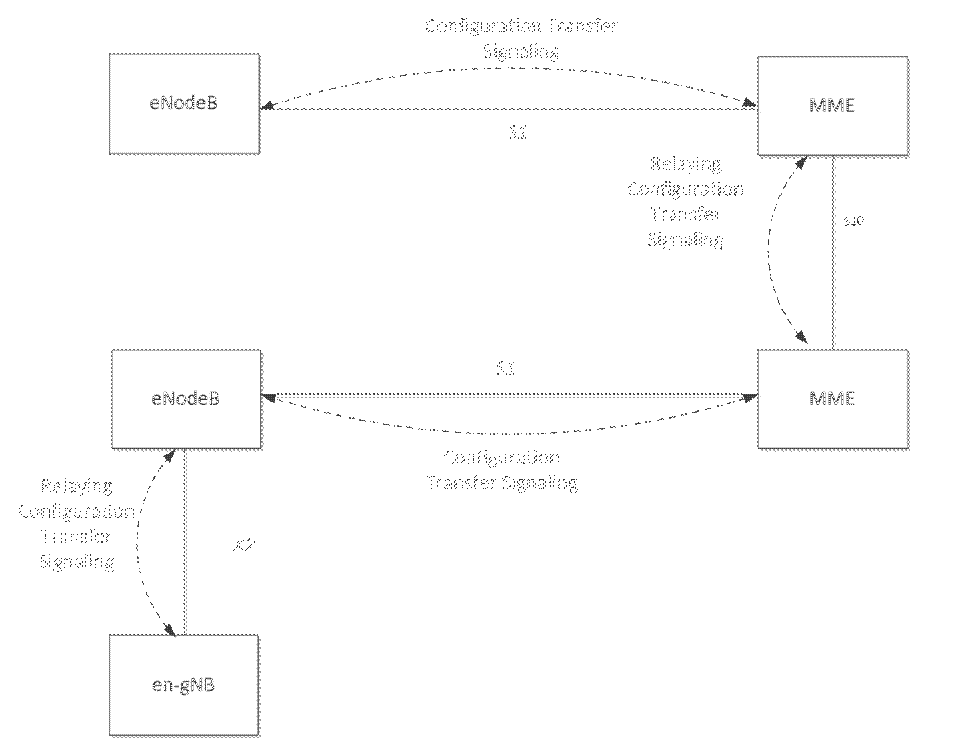 Configuration Transfer
Signaling
eNodeB
MME
S1
Relaying
Configuration
Transfer
Signaling
S10
S1
eNodeB
MME
Configuration
Transfer Signaling
Relaying
Configuration
Transfer
Signaling
X2
en-gNB